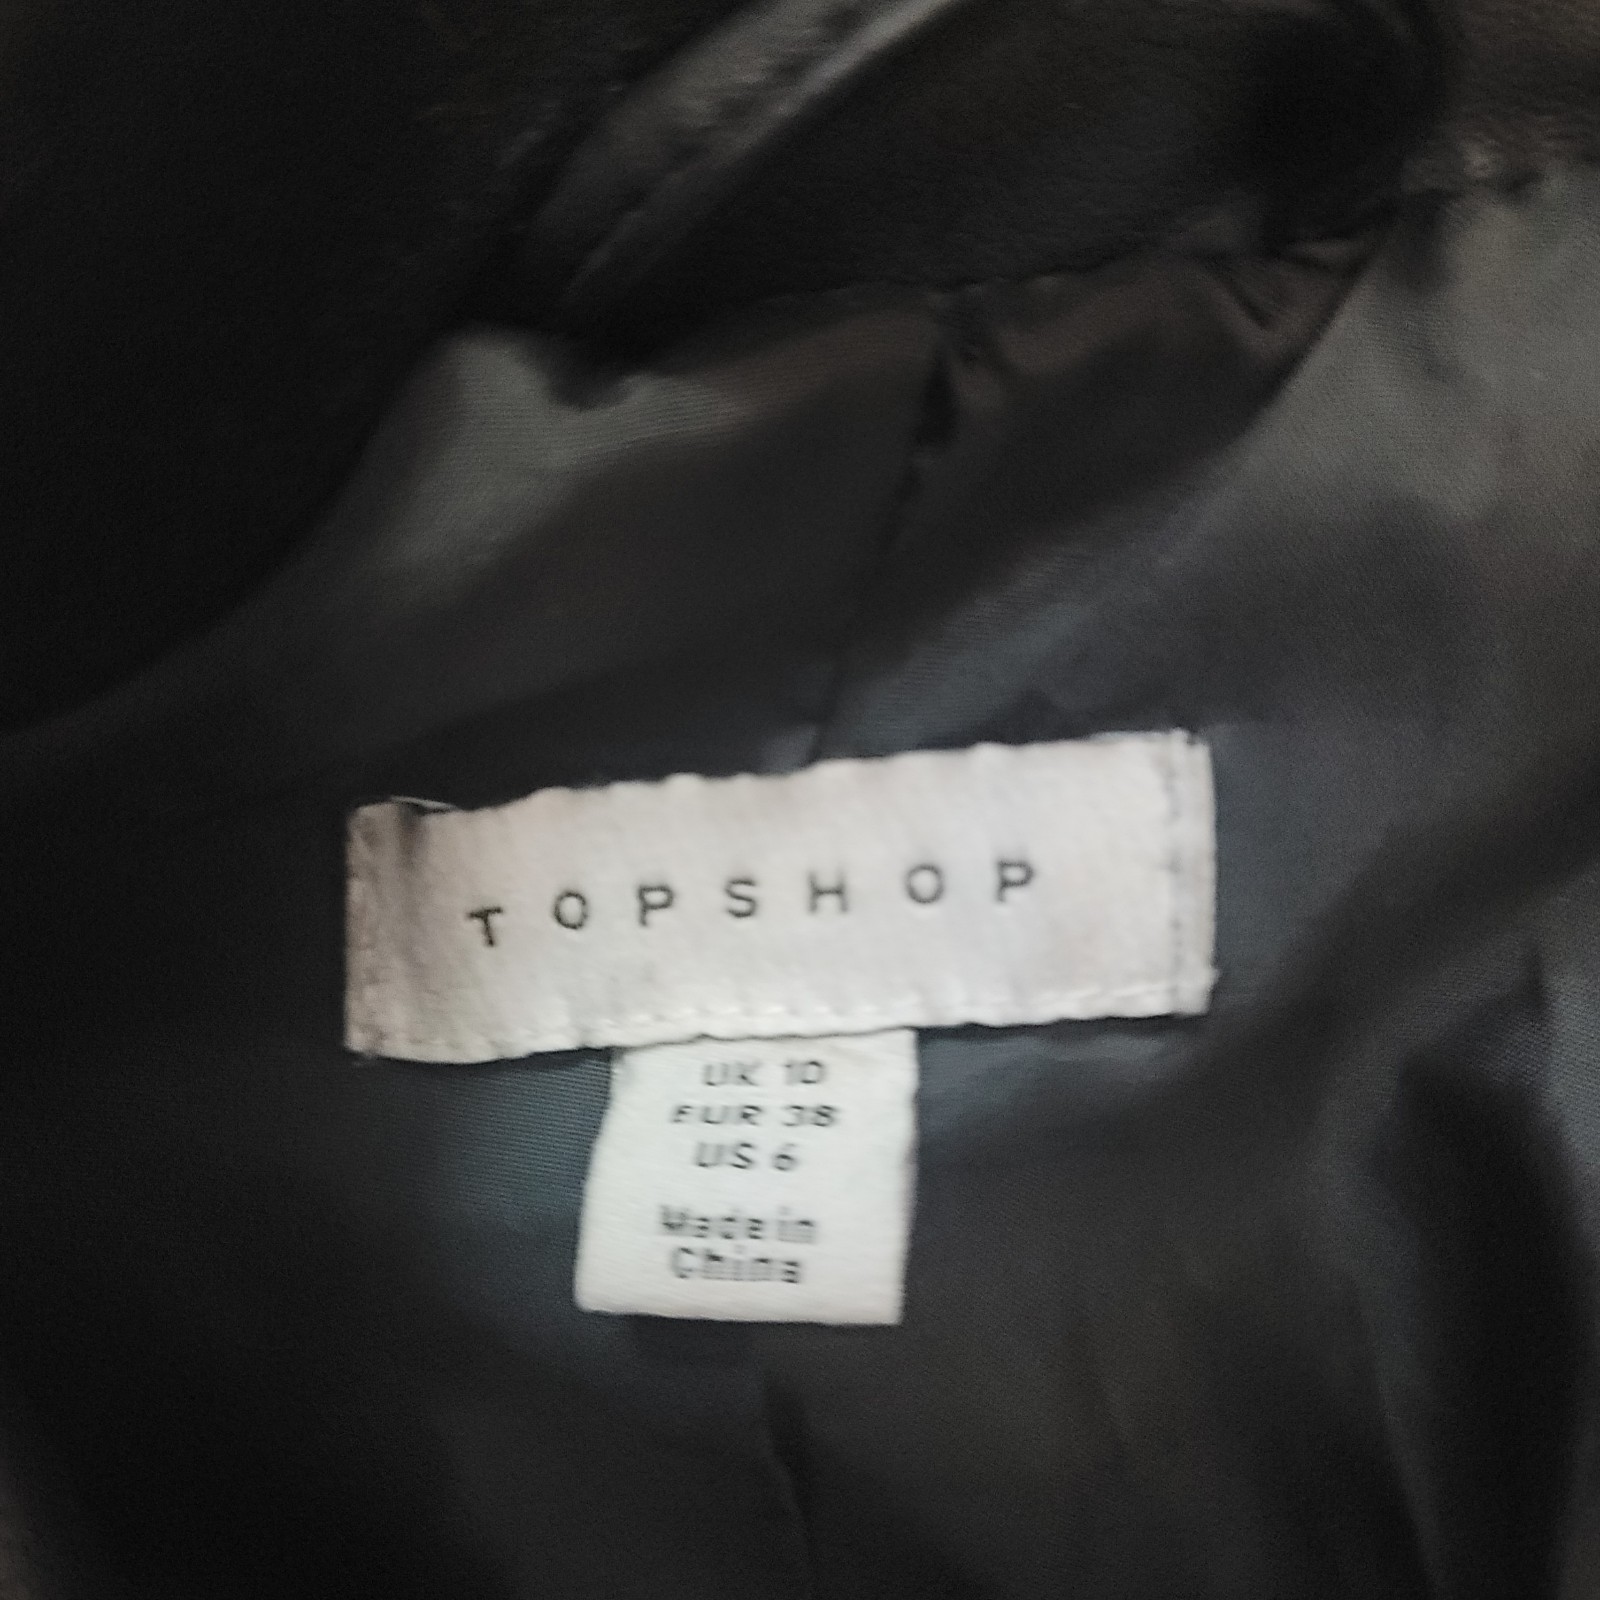 TOPSHOP
UK 10
EUR 38
US 6
Made in
China